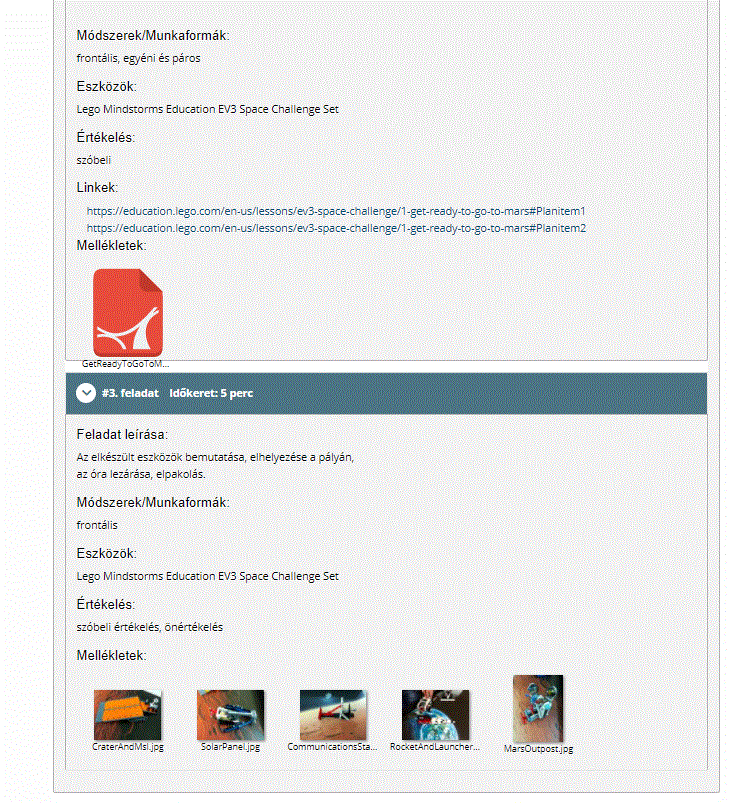 Módszerek/Munkaformák:
frontális, egyéni és páros
Eszközök:
Lego Mindstorms Education EV3 Space Challenge Set
Értékelés:
szóbeli
Linkek:
https://education.lego.com/en-us/lessons/ev3-space-challenge/1-get-ready-to-go-to-mars#Planitem1
https://education.lego.com/en-us/lessons/ev3-space-challenge/1-get-ready-to-go-to-mars#Planitem2
Mellékletek:
GetReadyToGoToM...
#3. feladat Időkeret: 5 perc
Feladat leírása:
Az elkészült eszközök bemutatása, elhelyezése a pályán,
az óra lezárása, elpakolás.
Módszerek/Munkaformák:
frontális
Eszközök:
Lego Mindstorms Education EV3 Space Challenge Set
Értékelés:
szóbeli értékelés, önértékelés
Mellékletek:
CraterAndMsl.jpg SolarPanel.jpg CommunicationsSta... RocketAndLauncher... MarsOutpost.jpg